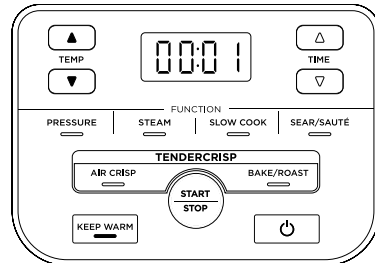 00:01
TEMP
TIME
FUNCTION
PRESSURE
STEAM
SLOW COOK
SEAR/SAUTÉ
TENDERCRISP
AIR CRISP
BAKE/ROAST
START
STOP
KEEP WARM